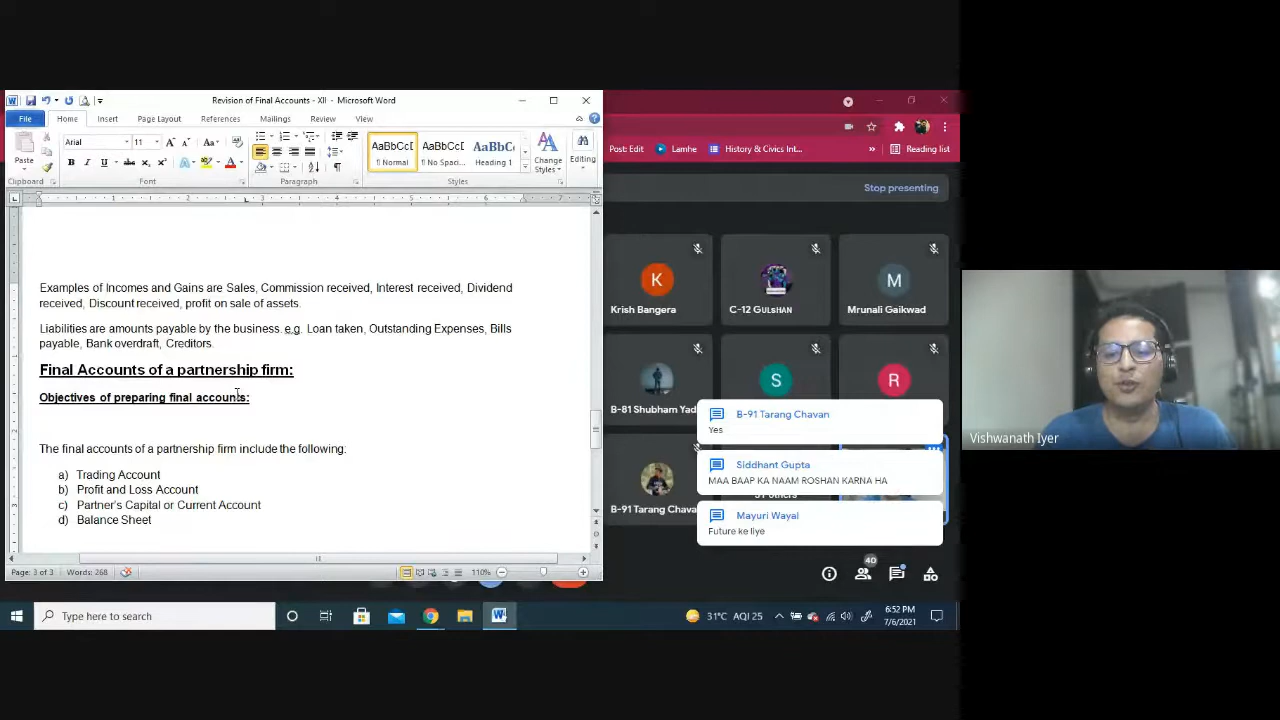 Revision of Final Accounts - XII - Microsoft Word
File Home Insert Page Layout References Mailings Review View
Arial 11
Paste
AaBbCcI AaBbCcI AaBbC
¶ Normal ¶ No Spaci... Heading 1
Change Styles
Editing
Clipboard Font Paragraph Styles
Examples of Incomes and Gains are Sales, Commission received, Interest received, Dividend
received, Discount received, profit on sale of assets.
Liabilities are amounts payable by the business. e.g. Loan taken, Outstanding Expenses, Bills
payable, Bank overdraft, Creditors.
Final Accounts of a partnership firm:
Objectives of preparing final accounts:
The final accounts of a partnership firm include the following:
a) Trading Account
b) Profit and Loss Account
c) Partner's Capital or Current Account
d) Balance Sheet
Page: 3 of 3 Words: 268 110%
Post: Edit Lamhe History & Civics Int... » Reading list
Stop presenting
K
M
Krish Bangera C-12 GULSHAN Mrunali Gaikwad
S
R
B-81 Shubham Yad
B-91 Tarang Chava
B-91 Tarang Chavan
Yes
Siddhant Gupta
MAA BAAP KA NAAM ROSHAN KARNA HA
Mayuri Wayal
Future ke liye
40
Vishwanath Iyer
Type here to search
31°C AQI 25
6:52 PM
7/6/2021